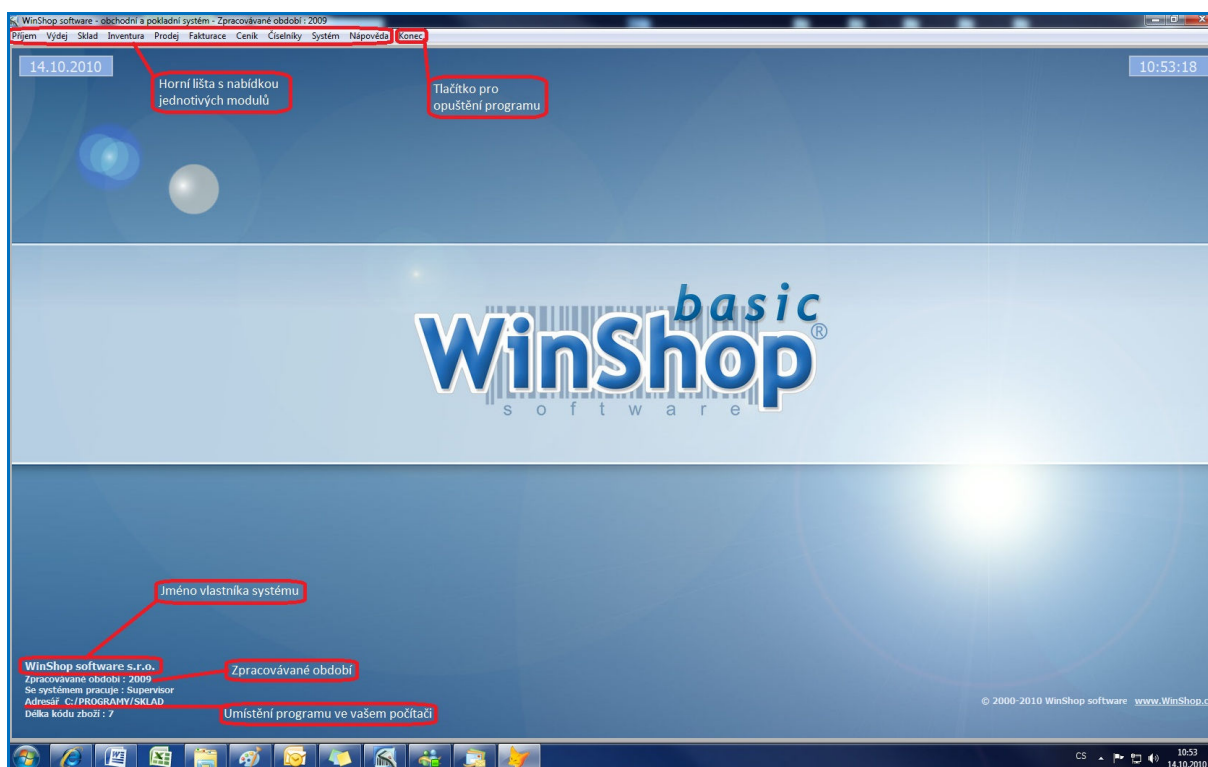 WinShop software - obchodní a pokladní systém - Zpracovávané období : 2009
Příjem Výdej Sklad Inventura Prodej Fakturace Ceník Číselníky Systém Nápověda Konec
14.10.2010
10:53:18
Horní lišta s nabídkou
jednotivých modulů
Tlačítko pro
opuštění programu
basic
WinShop®
software
Jméno vlastníka systému
WinShop software s.r.o.
Zpracovávané období : 2009
Zpracovávané období
Se systémem pracuje : Supervisor
Adresář C:/PROGRAMY/SKLAD
Délka kódu zboží : 7
Umístění programu ve vašem počítači
© 2000-2010 WinShop software www.WinShop.c
CS
10:53
14.10.2010